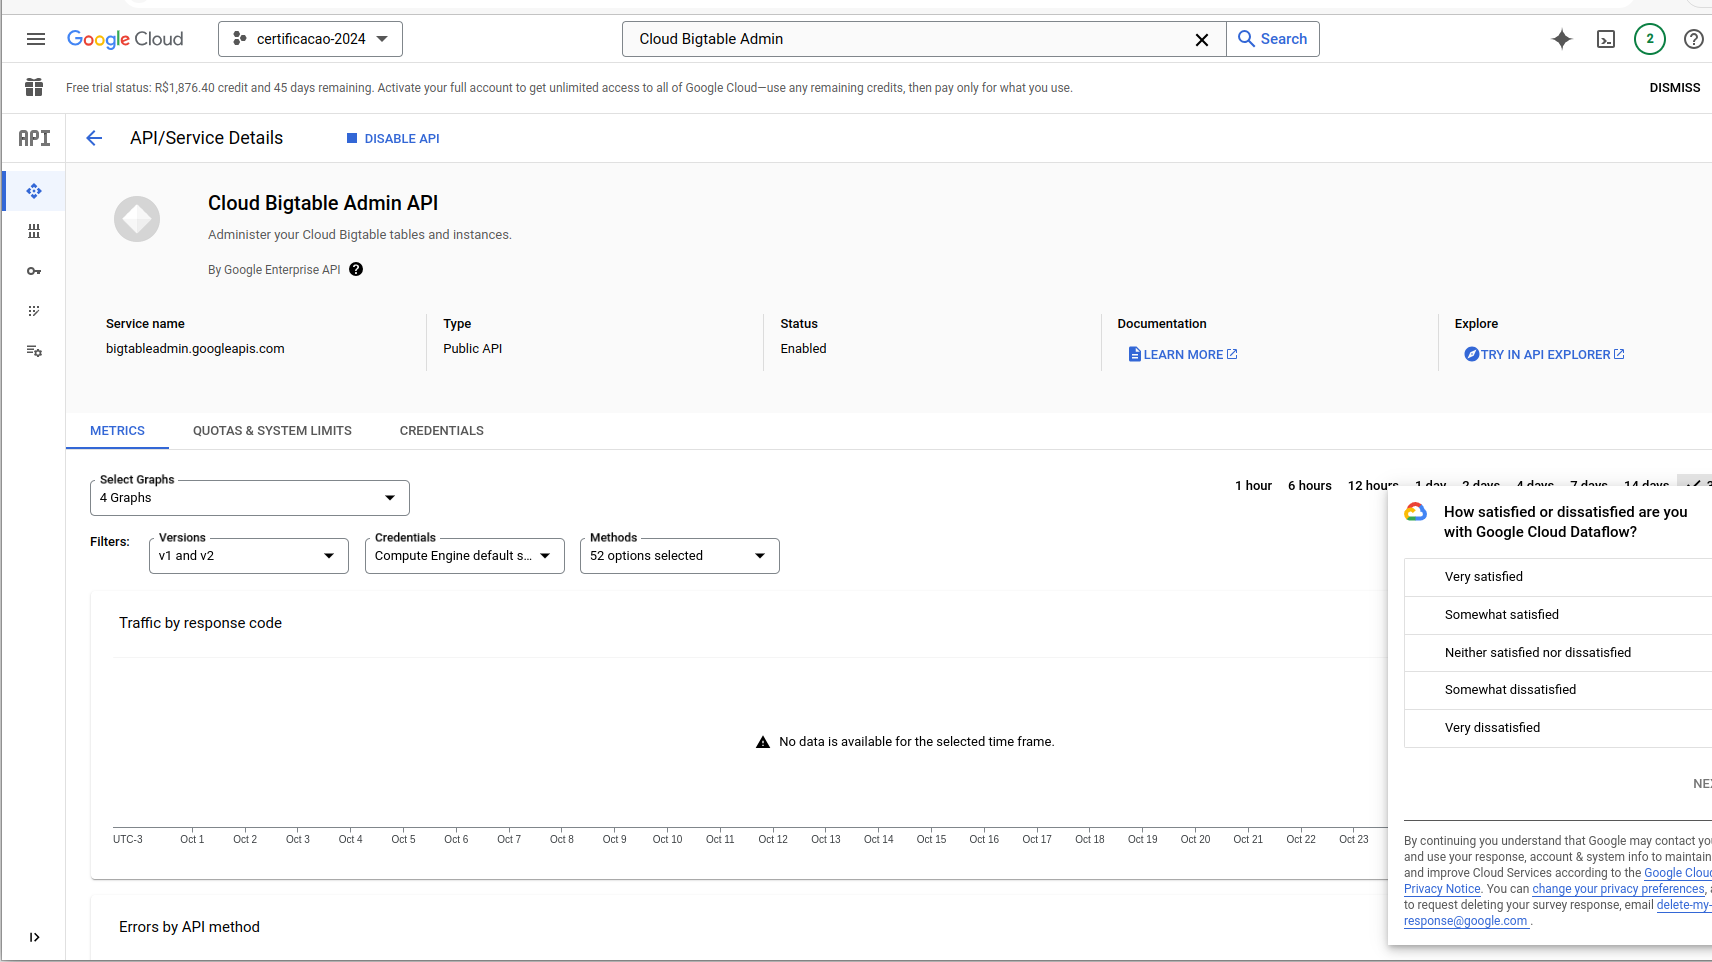 Google Cloud
certificacao-2024
Cloud Bigtable Admin
Search
2
Free trial status: R$1,876.40 credit and 45 days remaining. Activate your full account to get unlimited access to all of Google Cloud—use any remaining credits, then pay only for what you use.
DISMISS
API
API/Service Details
DISABLE API
Cloud Bigtable Admin API
Administer your Cloud Bigtable tables and instances.
By Google Enterprise API
Service name
bigtableadmin.googleapis.com
Type
Public API
Status
Enabled
Documentation
LEARN MORE
Explore
TRY IN API EXPLORER
METRICS
QUOTAS & SYSTEM LIMITS
CREDENTIALS
Select Graphs
4 Graphs
1 hour
6 hours
12 hours
1 day
2 days
4 days
7 days
14 days
Filters:
Versions
v1 and v2
Credentials
Compute Engine default s...
Methods
52 options selected
Traffic by response code
No data is available for the selected time frame.
UTC-3 Oct 1 Oct 2 Oct 3 Oct 4 Oct 5 Oct 6 Oct 7 Oct 8 Oct 9 Oct 10 Oct 11 Oct 12 Oct 13 Oct 14 Oct 15 Oct 16 Oct 17 Oct 18 Oct 19 Oct 20 Oct 21 Oct 22 Oct 23
Errors by API method
How satisfied or dissatisfied are you
with Google Cloud Dataflow?
Very satisfied
Somewhat satisfied
Neither satisfied nor dissatisfied
Somewhat dissatisfied
Very dissatisfied
By continuing you understand that Google may contact you
and use your response, account & system info to maintain
and improve Cloud Services according to the Google Cloud
Privacy Notice. You can change your privacy preferences,
to request deleting your survey response, email delete-my-
response@google.com .